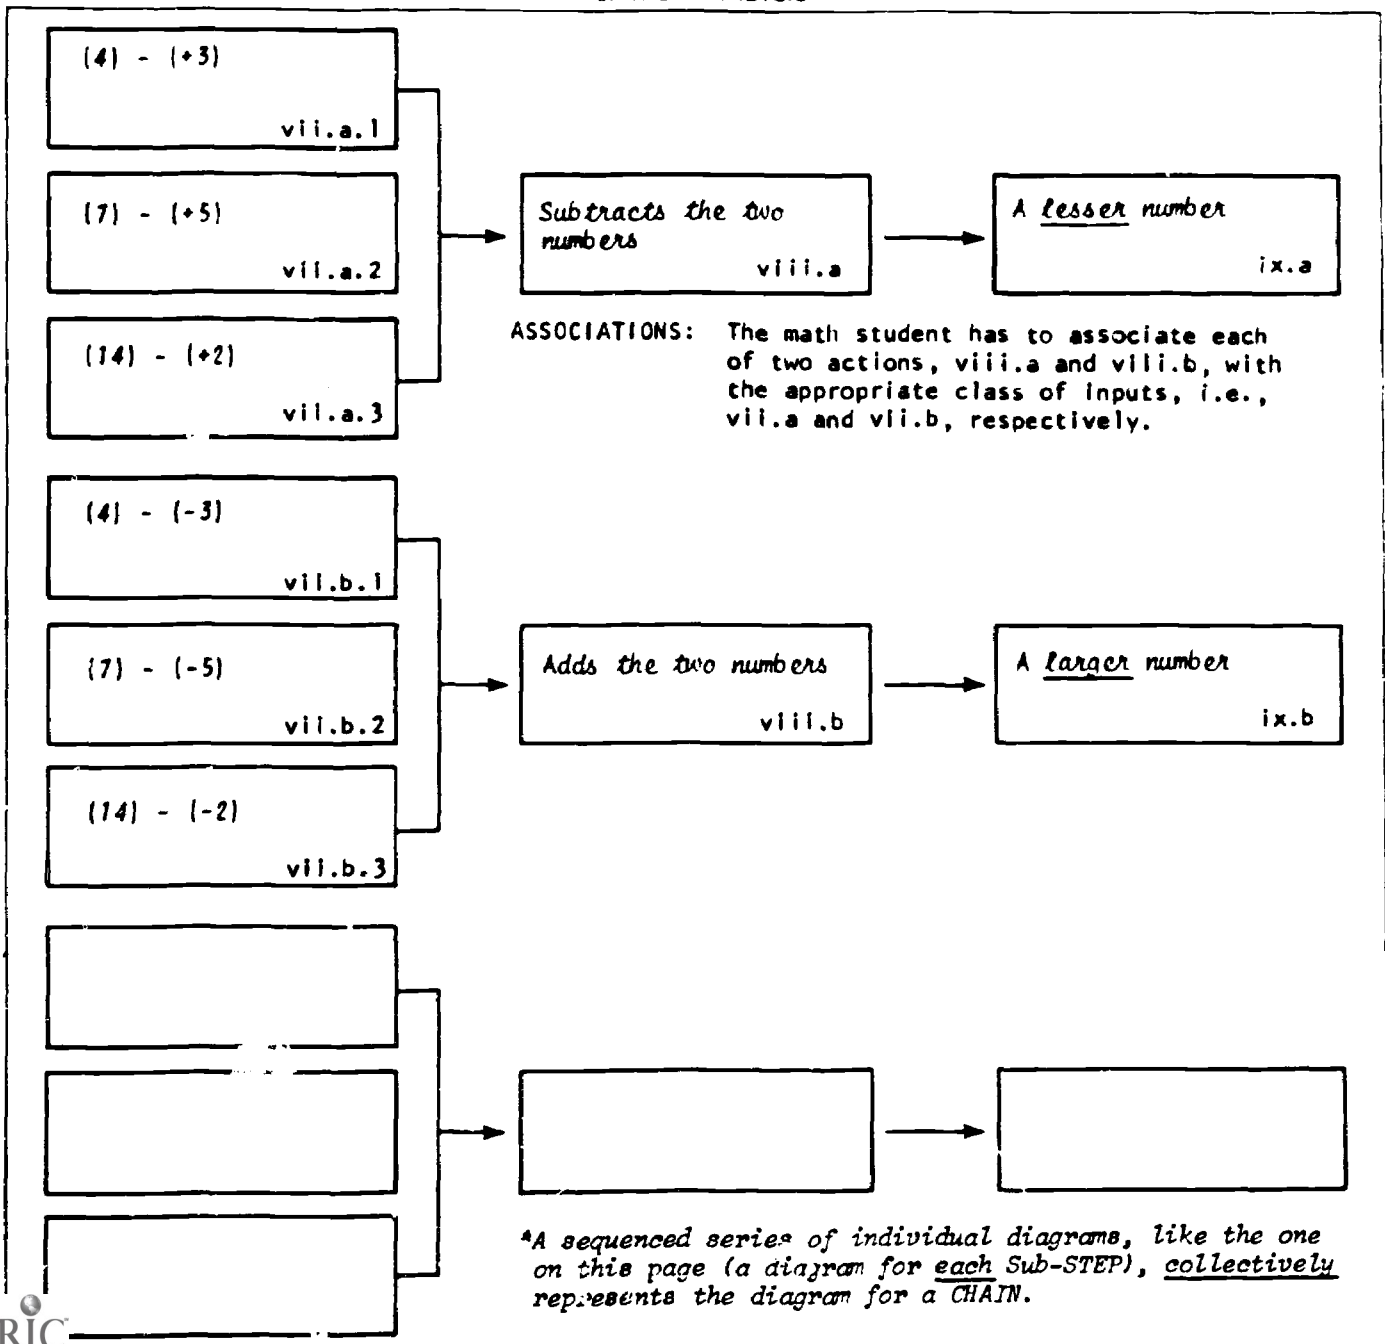 (4) - (+3)
vii.a.1
(7) - (+5)
vii.a.2
(14) - (+2)
vii.a.3
Subtracts the two
numbers
viii.a
A lesser number
ix.a
ASSOCIATIONS: The math student has to associate each
of two actions, viii.a and viii.b, with
the appropriate class of inputs, i.e.,
vii.a and vii.b, respectively.
(4) - (-3)
vii.b.1
(7) - (-5)
vii.b.2
(14) - (-2)
vii.b.3
Adds the two numbers
viii.b
A larger number
ix.b
*A sequenced series of individual diagrams, like the one
on this page (a diagram for each Sub-STEP), collectively
represents the diagram for a CHAIN.
RIC